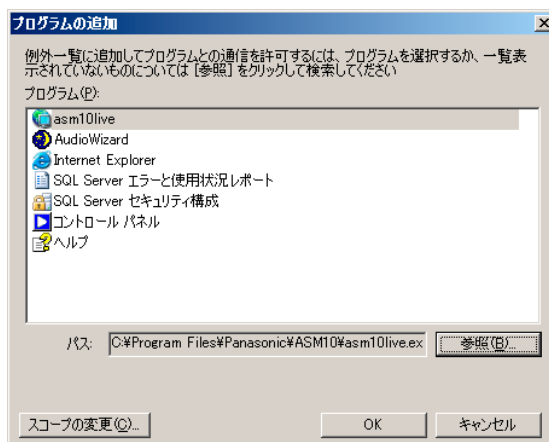 プログラムの追加
例外一覧に追加してプログラムとの通信を許可するには、プログラムを選択するか、一覧表
示されていないものについては [参照] をクリックして検索してください
プログラム(P):
asm10live
AudioWizard
Internet Explorer
SQL Server エラーと使用状況レポート
SQL Server セキュリティ構成
コントロール パネル
ヘルプ
パス: C:¥Program Files¥Panasonic¥ASM10¥asm10live.ex 参照(B)...
スコープの変更(C)... OK キャンセル